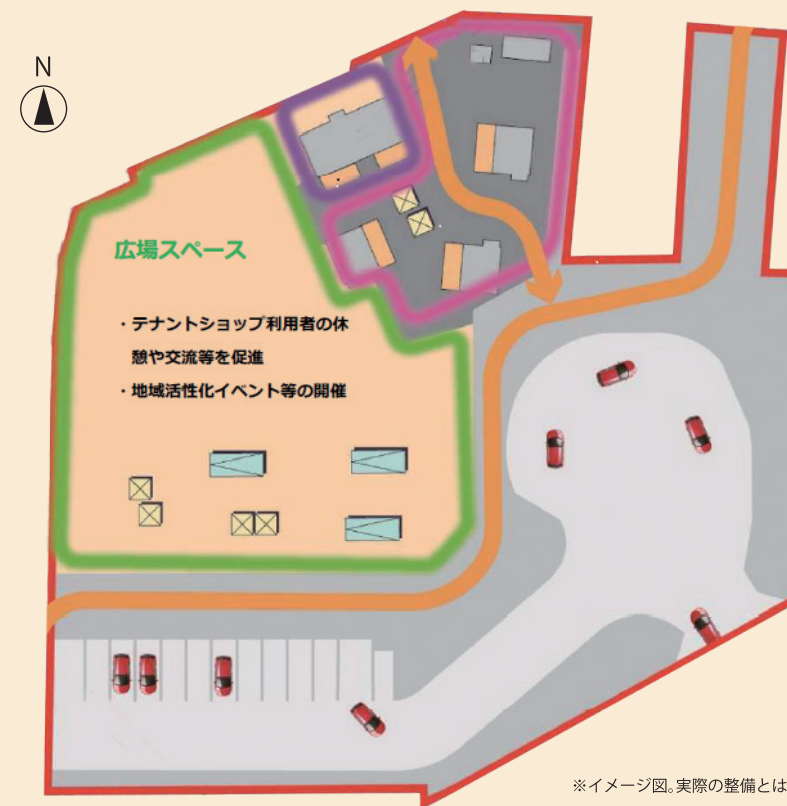 N
広場スペース
・テナントショップ利用者の休
憩や交流等を促進
・地域活性化イベント等の開催
※イメージ図。実際の整備とは